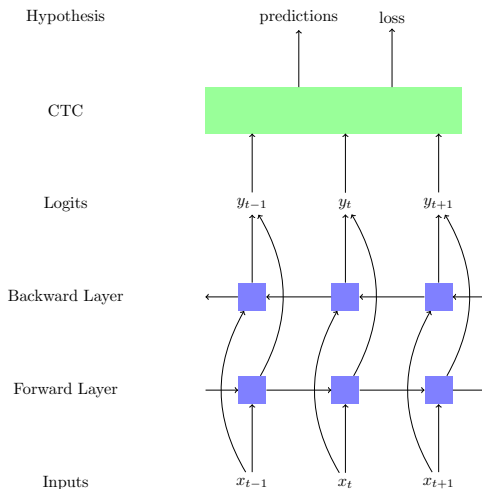 Hypothesis predictions loss
CTC
Logits y_{t−1} y_t y_{t+1}
Backward Layer
Forward Layer
Inputs x_{t−1} x_t x_{t+1}